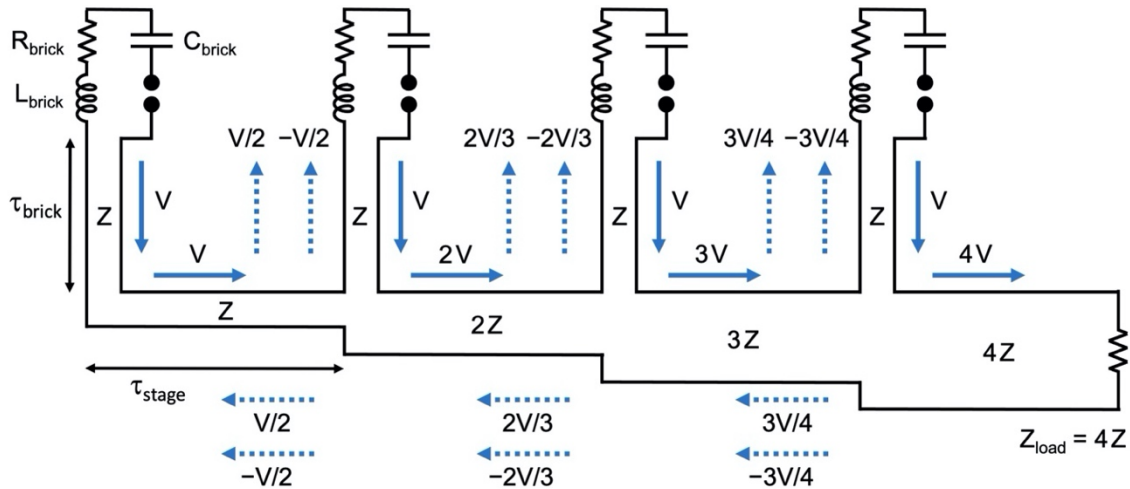 R_brick
C_brick
L_brick
V/2 −V/2
2V/3 −2V/3
3V/4 −3V/4
τ_brick
Z
V
Z
V
Z
V
Z
V
V
2V
3V
4V
Z
2Z
3Z
4Z
τ_stage
V/2
2V/3
3V/4
Z_load = 4Z
−V/2
−2V/3
−3V/4